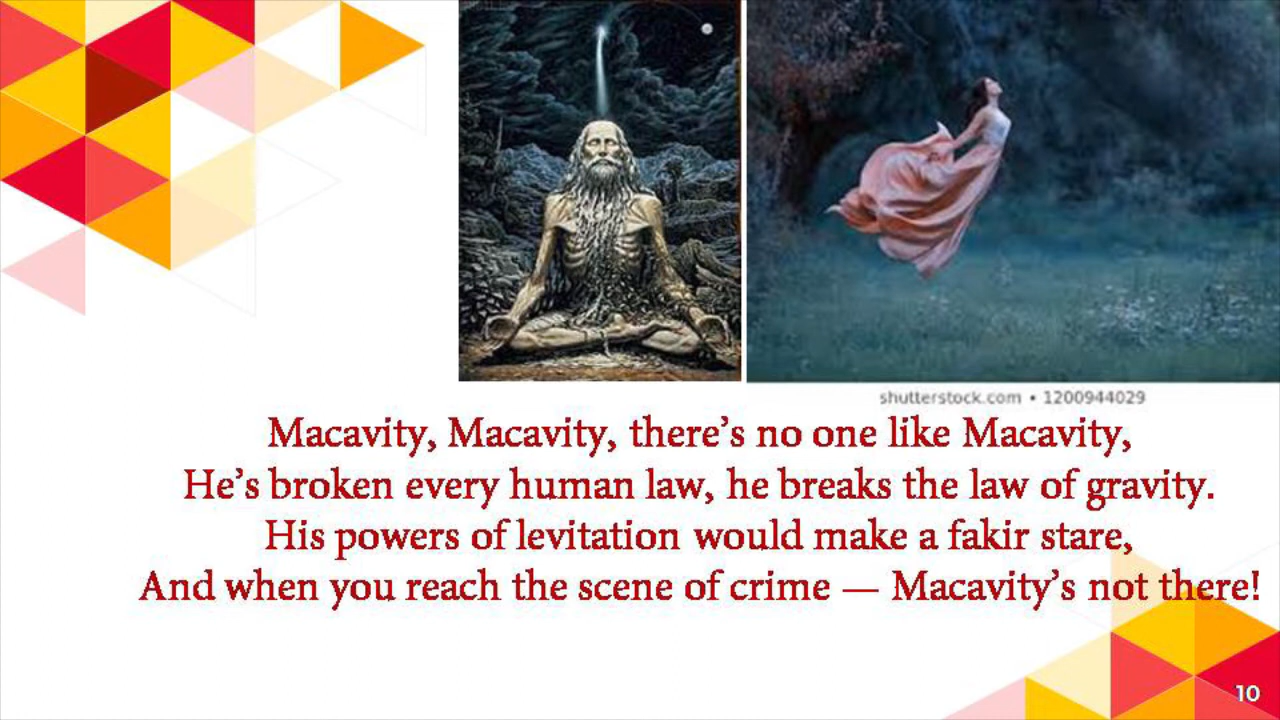 shutterstock.com • 1200944029
Macavity, Macavity, there’s no one like Macavity,
He’s broken every human law, he breaks the law of gravity.
His powers of levitation would make a fakir stare,
And when you reach the scene of crime — Macavity’s not there!
10